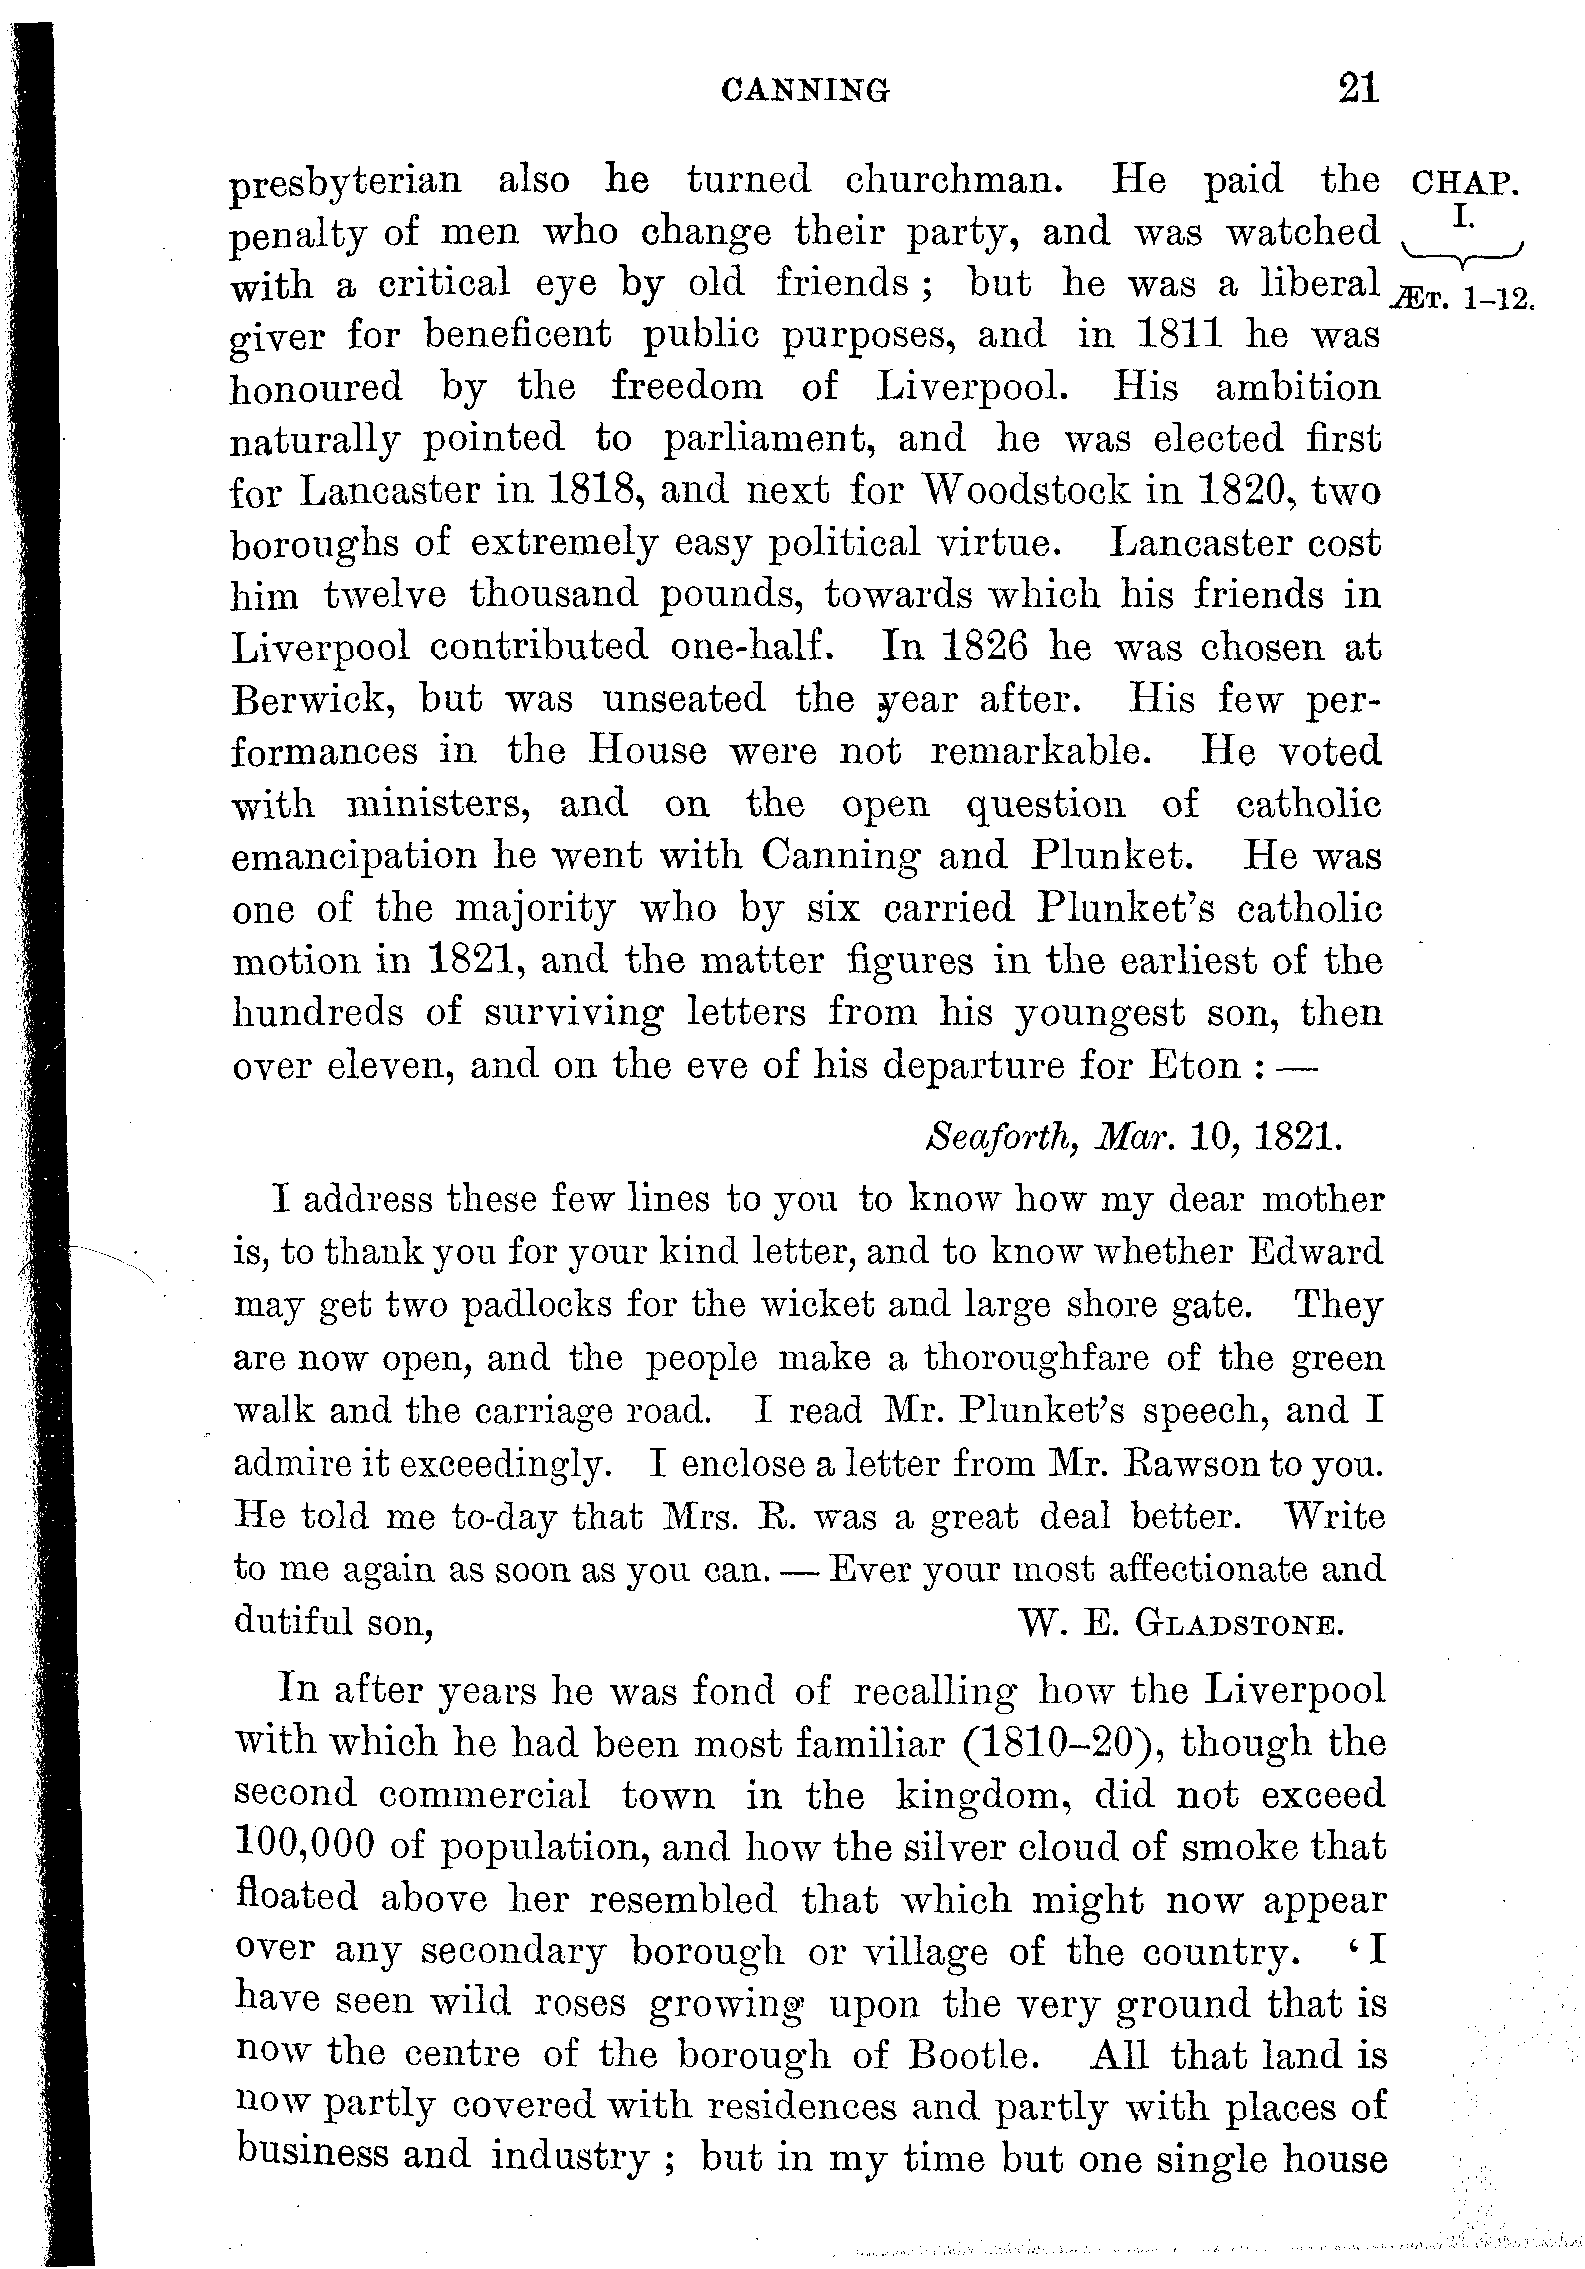 CANNING 21
presbyterian also he turned churchman. He paid the
penalty of men who change their party, and was watched
with a critical eye by old friends; but he was a liberal
giver for beneficent public purposes, and in 1811 he was
honoured by the freedom of Liverpool. His ambition
naturally pointed to parliament, and he was elected first
for Lancaster in 1818, and next for Woodstock in 1820, two
boroughs of extremely easy political virtue. Lancaster cost
him twelve thousand pounds, towards which his friends in
Liverpool contributed one-half. In 1826 he was chosen at
Berwick, but was unseated the year after. His few per-
formances in the House were not remarkable. He voted
with ministers, and on the open question of catholic
emancipation he went with Canning and Plunket. He was
one of the majority who by six carried Plunket's catholic
motion in 1821, and the matter figures in the earliest of the
hundreds of surviving letters from his youngest son, then
over eleven, and on the eve of his departure for Eton : —
CHAP.
I.
ÆT. 1–12.
Seaforth, Mar. 10, 1821.
I address these few lines to you to know how my dear mother
is, to thank you for your kind letter, and to know whether Edward
may get two padlocks for the wicket and large shore gate. They
are now open, and the people make a thoroughfare of the green
walk and the carriage road. I read Mr. Plunket's speech, and I
admire it exceedingly. I enclose a letter from Mr. Rawson to you.
He told me to-day that Mrs. R. was a great deal better. Write
to me again as soon as you can. — Ever your most affectionate and
dutiful son, W. E. GLADSTONE.
In after years he was fond of recalling how the Liverpool
with which he had been most familiar (1810–20), though the
second commercial town in the kingdom, did not exceed
100,000 of population, and how the silver cloud of smoke that
floated above her resembled that which might now appear
over any secondary borough or village of the country. 'I
have seen wild roses growing upon the very ground that is
now the centre of the borough of Bootle. All that land is
now partly covered with residences and partly with places of
business and industry ; but in my time but one single house